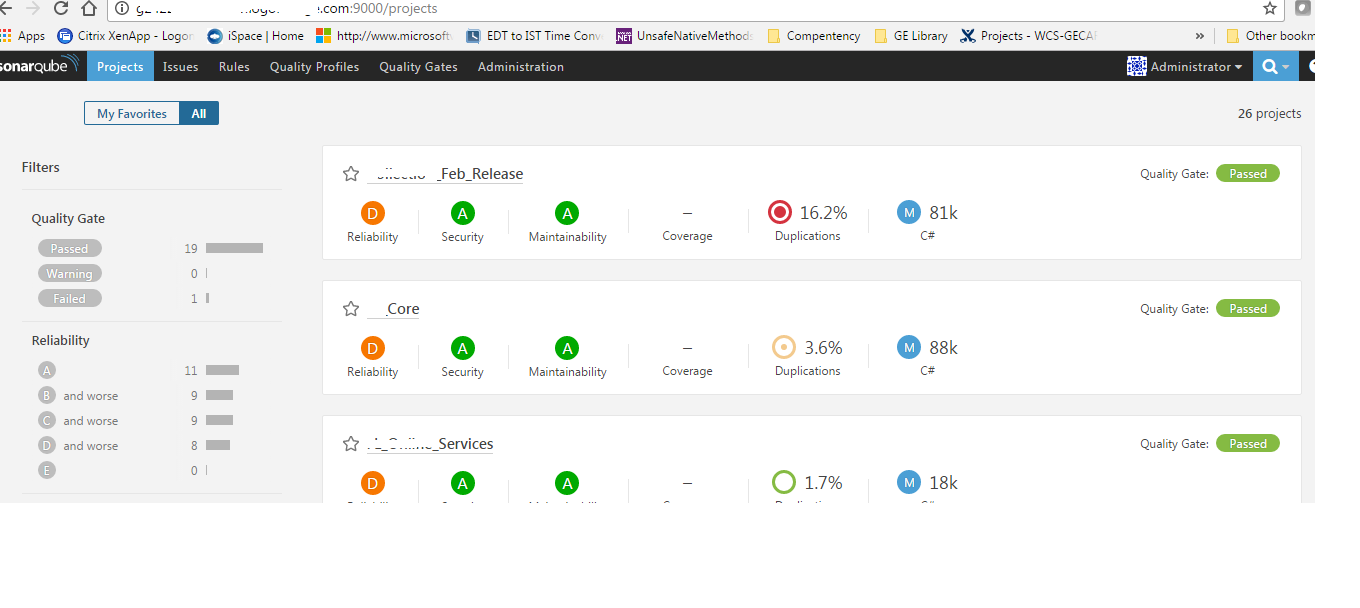 .com:9000/projects
Apps Citrix XenApp - Logon iSpace | Home http://www.microsoft EDT to IST Time Conv UnsafeNativeMethods Compentency GE Library Projects - WCS-GECAF » Other bookm
sonarqube Projects Issues Rules Quality Profiles Quality Gates Administration Administrator
My Favorites All 26 projects
Filters
Quality Gate
Passed 19
Warning 0
Failed 1
Reliability
A 11
B and worse 9
C and worse 9
D and worse 8
E 0
_Feb_Release Quality Gate: Passed
D A A – 16.2% M 81k
Reliability Security Maintainability Coverage Duplications C#
_Core Quality Gate: Passed
D A A – 3.6% M 88k
Reliability Security Maintainability Coverage Duplications C#
_Online_Services Quality Gate: Passed
D A A – 1.7% M 18k